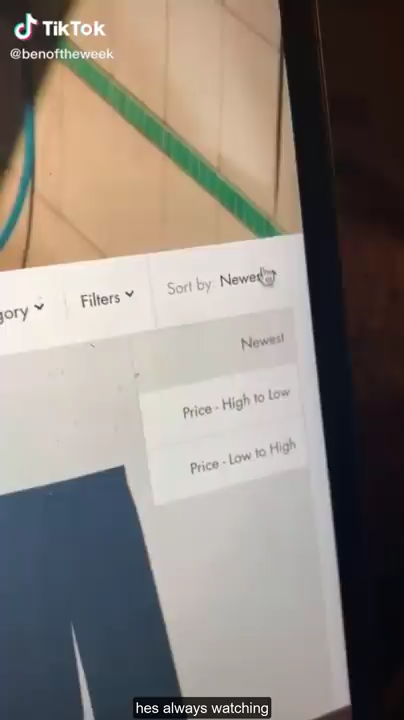 TikTok
@benoftheweek
gory
Filters
Sort by: Newest
Newest
Price - High to Low
Price - Low to High
hes always watching